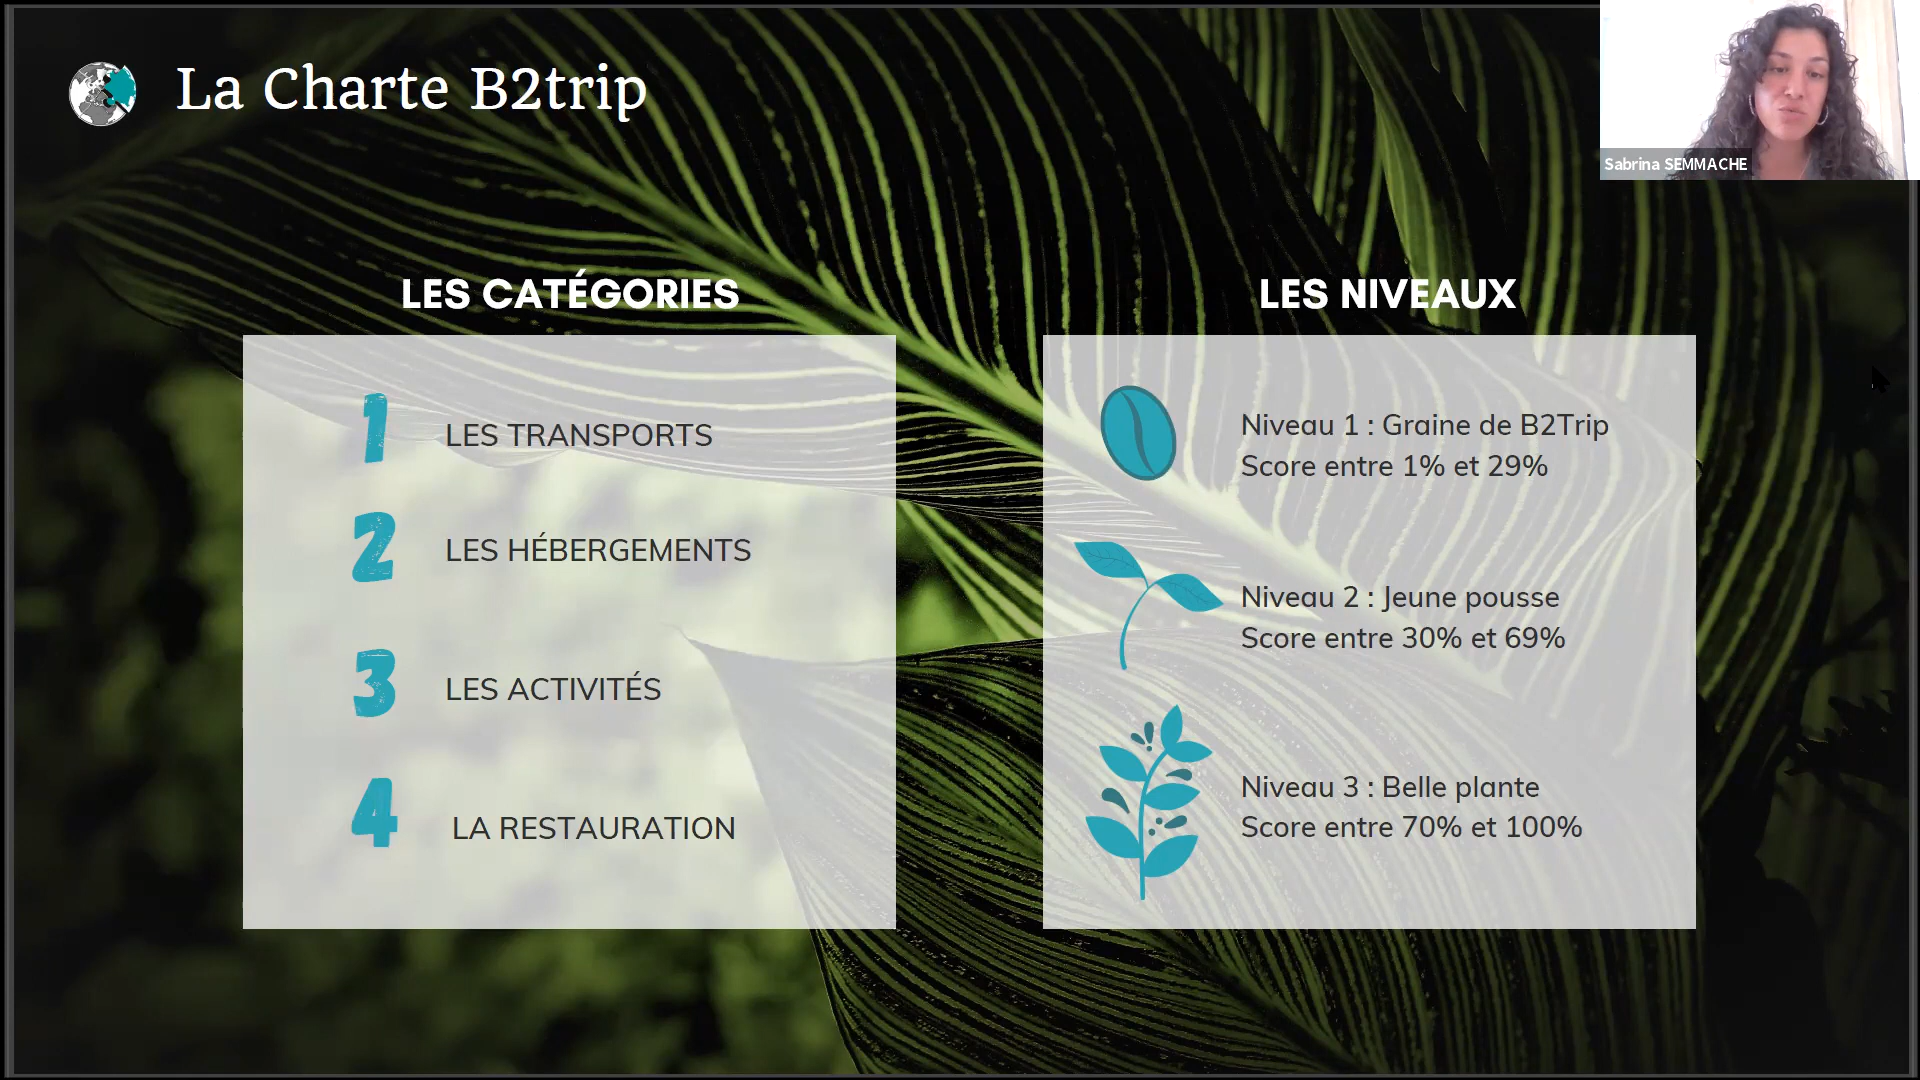 La Charte B2trip
Sabrina SEMMACHE
LES CATÉGORIES
1 LES TRANSPORTS
2 LES HÉBERGEMENTS
3 LES ACTIVITÉS
4 LA RESTAURATION
LES NIVEAUX
Niveau 1 : Graine de B2Trip
Score entre 1% et 29%
Niveau 2 : Jeune pousse
Score entre 30% et 69%
Niveau 3 : Belle plante
Score entre 70% et 100%